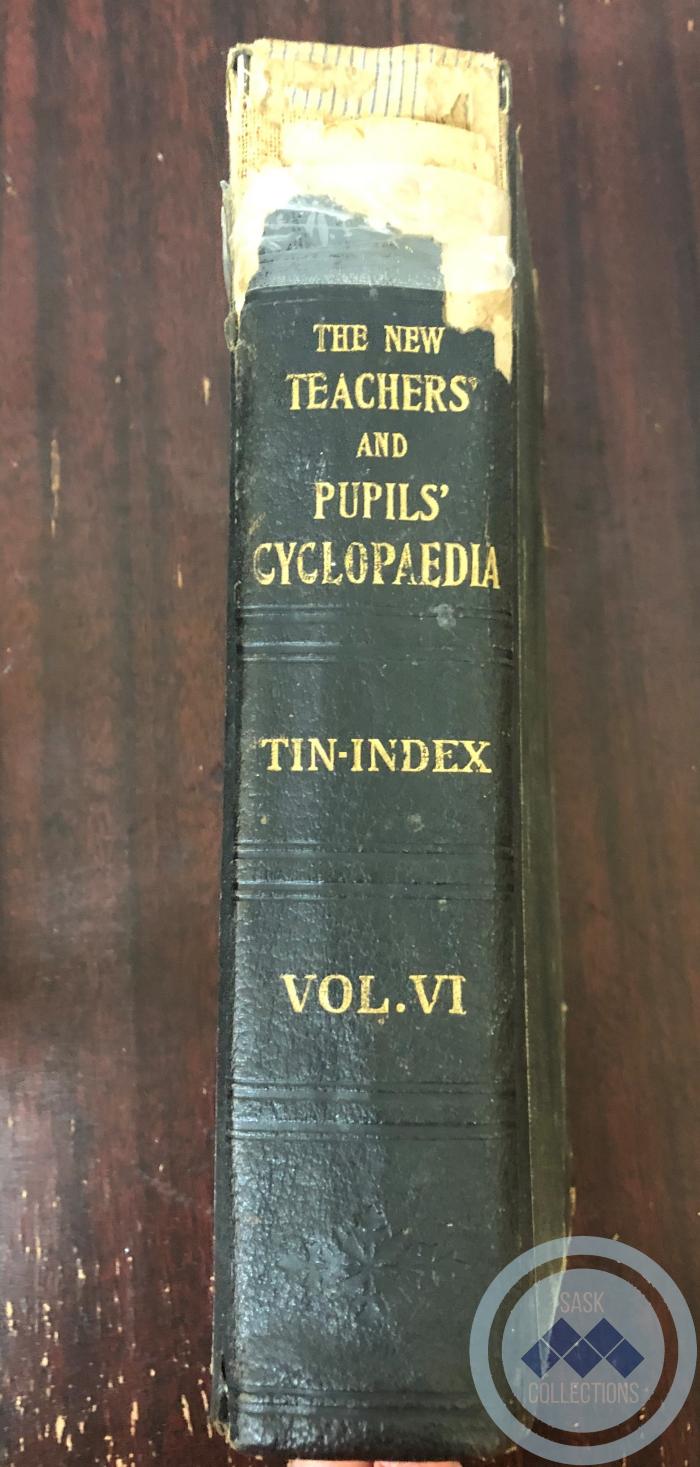 THE NEW
TEACHERS'
AND
PUPILS'
CYCLOPAEDIA
TIN-INDEX
VOL.VI
SASK
COLLECTIONS